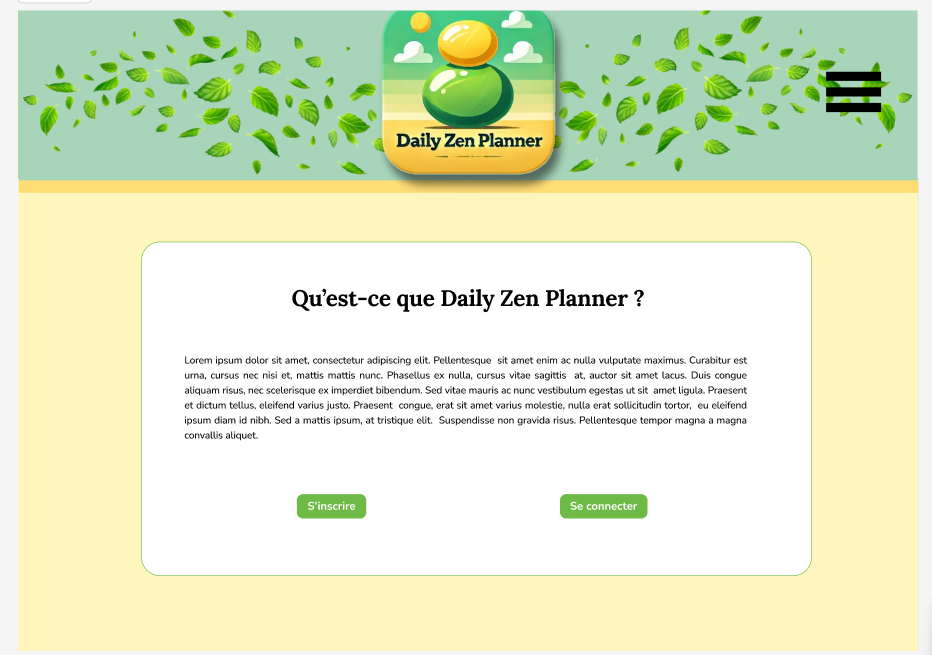 Daily Zen Planner
Qu’est-ce que Daily Zen Planner ?
Lorem ipsum dolor sit amet, consectetur adipiscing elit. Pellentesque sit amet enim ac nulla vulputate maximus. Curabitur est
urna, cursus nec nisi et, mattis mattis nunc. Phasellus ex nulla, cursus vitae sagittis at, auctor sit amet lacus. Duis congue
aliquam risus, nec scelerisque ex imperdiet bibendum. Sed vitae mauris ac nunc vestibulum egestas ut sit amet ligula. Praesent
et dictum tellus, eleifend varius justo. Praesent congue, erat sit amet varius molestie, nulla erat sollicitudin tortor, eu eleifend
ipsum diam id nibh. Sed a mattis ipsum, at tristique elit. Suspendisse non gravida risus. Pellentesque tempor magna a magna
convallis aliquet.
S'inscrire
Se connecter